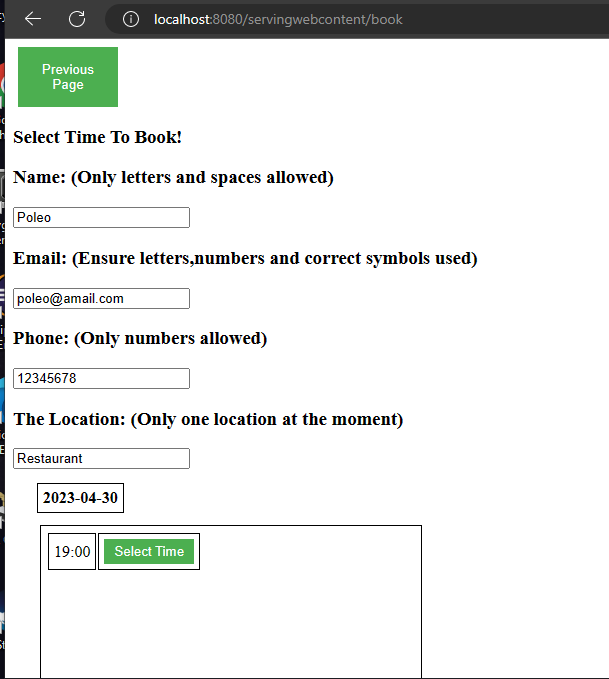 localhost:8080/servingwebcontent/book
Previous
Page
Select Time To Book!
Name: (Only letters and spaces allowed)
Poleo
Email: (Ensure letters,numbers and correct symbols used)
poleo@amail.com
Phone: (Only numbers allowed)
12345678
The Location: (Only one location at the moment)
Restaurant
2023-04-30
19:00 Select Time